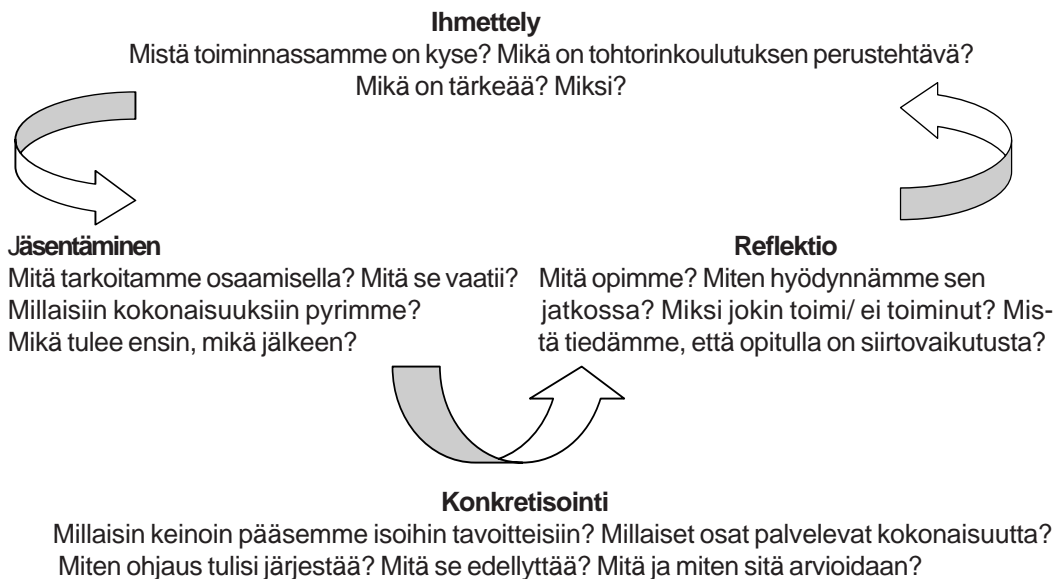 Ihmettely
Mistä toiminnassamme on kyse? Mikä on tohtorinkoulutuksen perustehtävä?
Mikä on tärkeää? Miksi?
Jäsentäminen
Mitä tarkoitamme osaamisella? Mitä se vaatii?
Millaisiin kokonaisuuksiin pyrimme?
Mikä tulee ensin, mikä jälkeen?
Reflektio
Mitä opimme? Miten hyödynnämme sen
jatkossa? Miksi jokin toimi/ ei toiminut? Mis-
tä tiedämme, että opitulla on siirtovaikutusta?
Konkretisointi
Millaisin keinoin pääsemme isoihin tavoitteisiin? Millaiset osat palvelevat kokonaisuutta?
Miten ohjaus tulisi järjestää? Mitä se edellyttää? Mitä ja miten sitä arvioidaan?